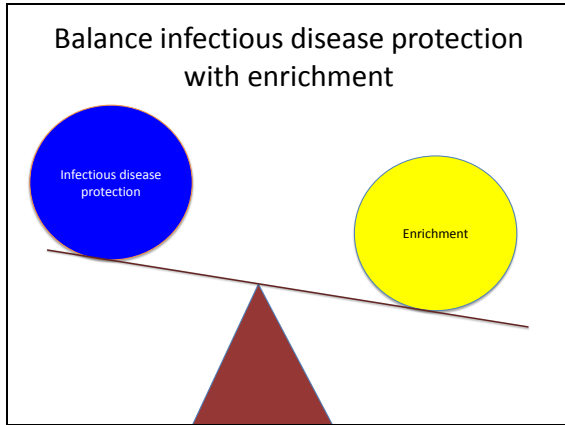 Balance infectious disease protection
with enrichment
Infectious disease
protection
Enrichment